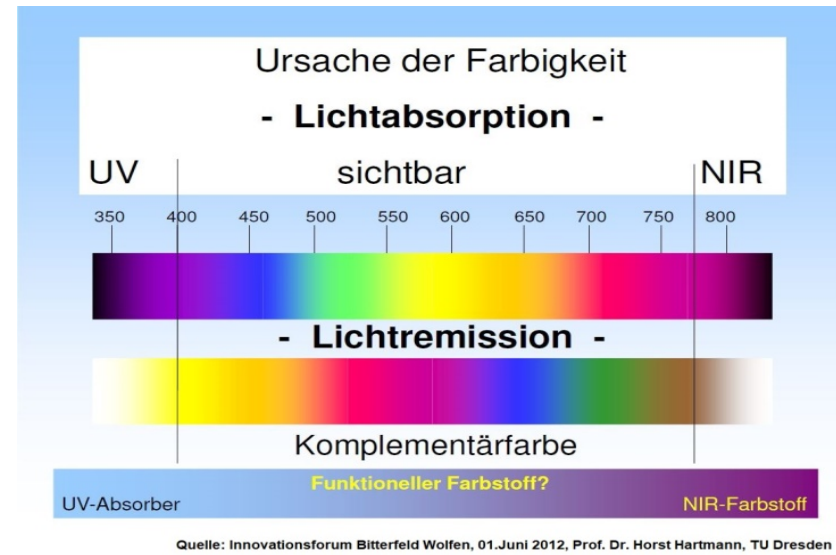 Ursache der Farbigkeit
- Lichtabsorption -
UV sichtbar NIR
350 400 450 500 550 600 650 700 750 800
- Lichtremission -
Komplementärfarbe
Funktioneller Farbstoff?
UV-Absorber NIR-Farbstoff
Quelle: Innovationsforum Bitterfeld Wolfen, 01.Juni 2012, Prof. Dr. Horst Hartmann, TU Dresden